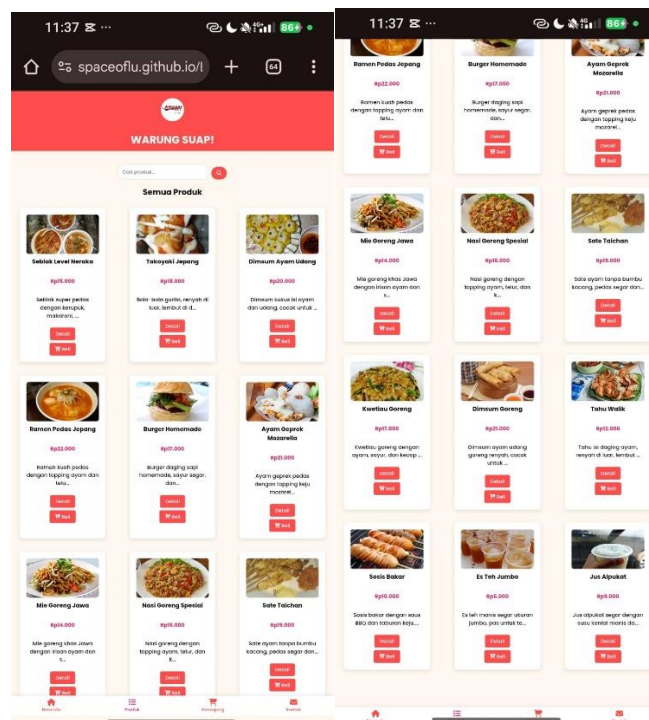 11:37
86
spaceoflu.github.io/l
64
WARUNG SUAP!
Cari produk...
Semua Produk
Seblak Level Neraka
Takoyaki Jepang
Dimsum Ayam Udang
Rp15.000
Rp18.000
Rp20.000
Seblak super pedas
dengan kerupuk,
makaroni, ...
Bola-bola gurita, renyah di
luar, lembut di d...
Dimsum kukus isi ayam
dan udang, cocok untuk ...
Detail
Detail
Detail
Beli
Beli
Beli
Ramen Pedas Jepang
Burger Homemade
Ayam Geprek
Mozarella
Rp22.000
Rp17.000
Rp21.000
Ramen kuah pedas
dengan topping ayam dan
telu...
Burger daging sapi
homemade, sayur segar,
dan...
Ayam geprek pedas
dengan topping keju
mozarel...
Detail
Detail
Detail
Beli
Beli
Beli
Mie Goreng Jawa
Nasi Goreng Spesial
Sate Taichan
Rp14.000
Rp16.000
Rp19.000
Mie goreng khas Jawa
dengan irisan ayam dan
s...
Nasi goreng dengan
topping ayam, telur, dan
k...
Sate ayam tanpa bumbu
kacang, pedas segar dan...
Detail
Detail
Detail
Beli
Beli
Beli
Beranda
Produk
Keranjang
Kontak
11:37
86
Ramen Pedas Jepang
Burger Homemade
Ayam Geprek
Mozarella
Rp22.000
Rp17.000
Rp21.000
Ramen kuah pedas
dengan topping ayam dan
telu...
Burger daging sapi
homemade, sayur segar,
dan...
Ayam geprek pedas
dengan topping keju
mozarel...
Detail
Detail
Detail
Beli
Beli
Beli
Mie Goreng Jawa
Nasi Goreng Spesial
Sate Taichan
Rp14.000
Rp16.000
Rp19.000
Mie goreng khas Jawa
dengan irisan ayam dan
s...
Nasi goreng dengan
topping ayam, telur, dan
k...
Sate ayam tanpa bumbu
kacang, pedas segar dan...
Detail
Detail
Detail
Beli
Beli
Beli
Kwetiau Goreng
Dimsum Goreng
Tahu Walik
Rp17.000
Rp21.000
Rp12.000
Kwetiau goreng dengan
ayam, sayur, dan kecap ...
Dimsum ayam udang
goreng renyah, cocok
untuk ...
Tahu isi daging ayam,
renyah di luar, lembut ...
Detail
Detail
Detail
Beli
Beli
Beli
Sosis Bakar
Es Teh Jumbo
Jus Alpukat
Rp10.000
Rp6.000
Rp9.000
Sosis bakar dengan saus
BBQ dan taburan keju....
Es teh manis segar ukuran
jumbo, pas untuk te...
Jus alpukat segar dengan
susu kental manis da...
Detail
Detail
Detail
Beli
Beli
Beli